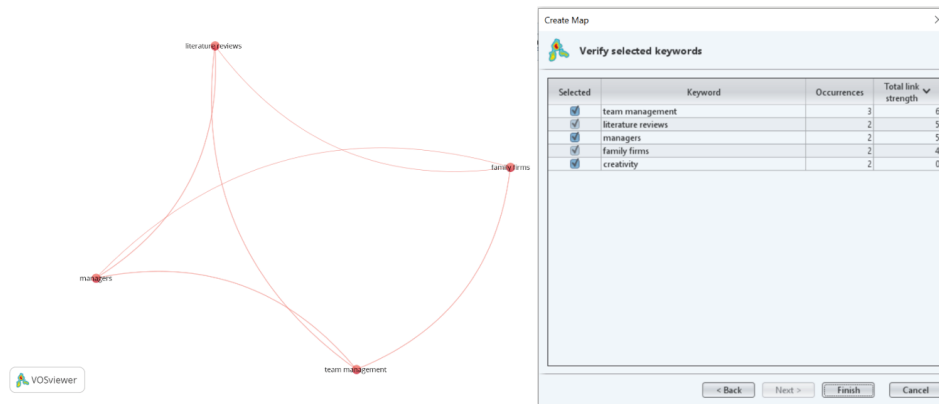 literature reviews
family firms
managers
team management
VOSviewer
Create Map
Verify selected keywords
Selected Keyword Occurrences Total link strength
team management 3 6
literature reviews 2 5
managers 2 5
family firms 2 4
creativity 2 0
< Back Next > Finish Cancel